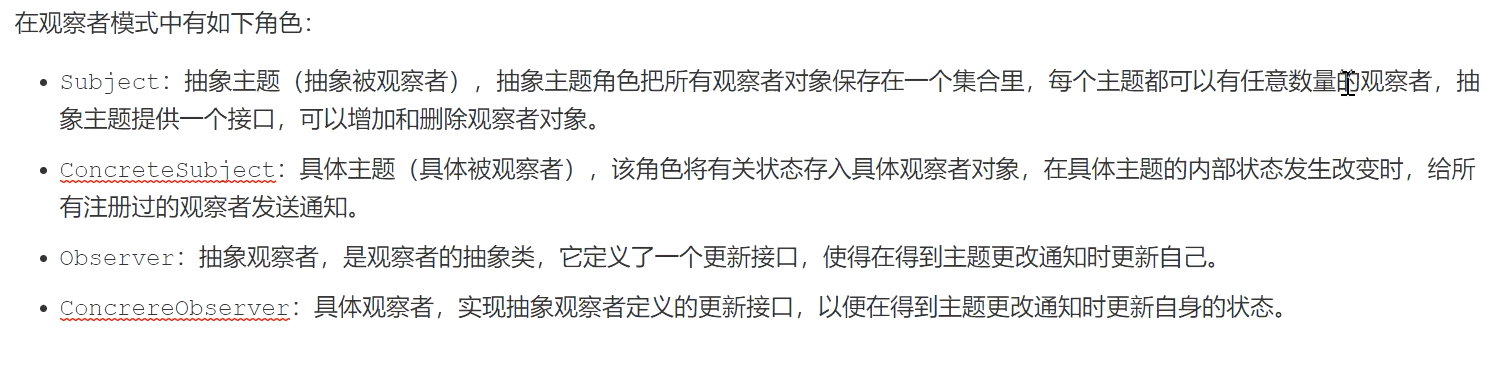 在观察者模式中有如下角色：
• Subject：抽象主题（抽象被观察者），抽象主题角色把所有观察者对象保存在一个集合里，每个主题都可以有任意数量的观察者，抽
象主题提供一个接口，可以增加和删除观察者对象。
• ConcreteSubject：具体主题（具体被观察者），该角色将有关状态存入具体观察者对象，在具体主题的内部状态发生改变时，给所
有注册过的观察者发送通知。
• Observer：抽象观察者，是观察者的抽象类，它定义了一个更新接口，使得在得到主题更改通知时更新自己。
• ConcrereObserver：具体观察者，实现抽象观察者定义的更新接口，以便在得到主题更改通知时更新自身的状态。